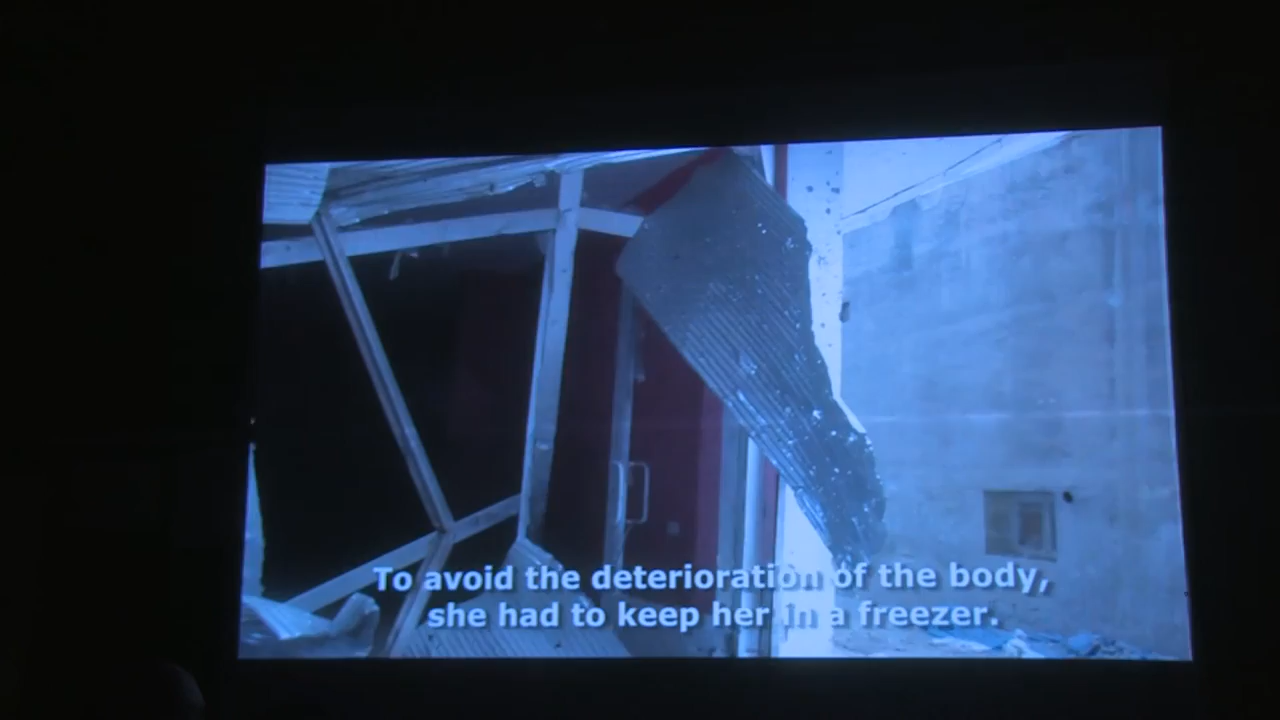 To avoid the deterioration of the body,
she had to keep her in a freezer.